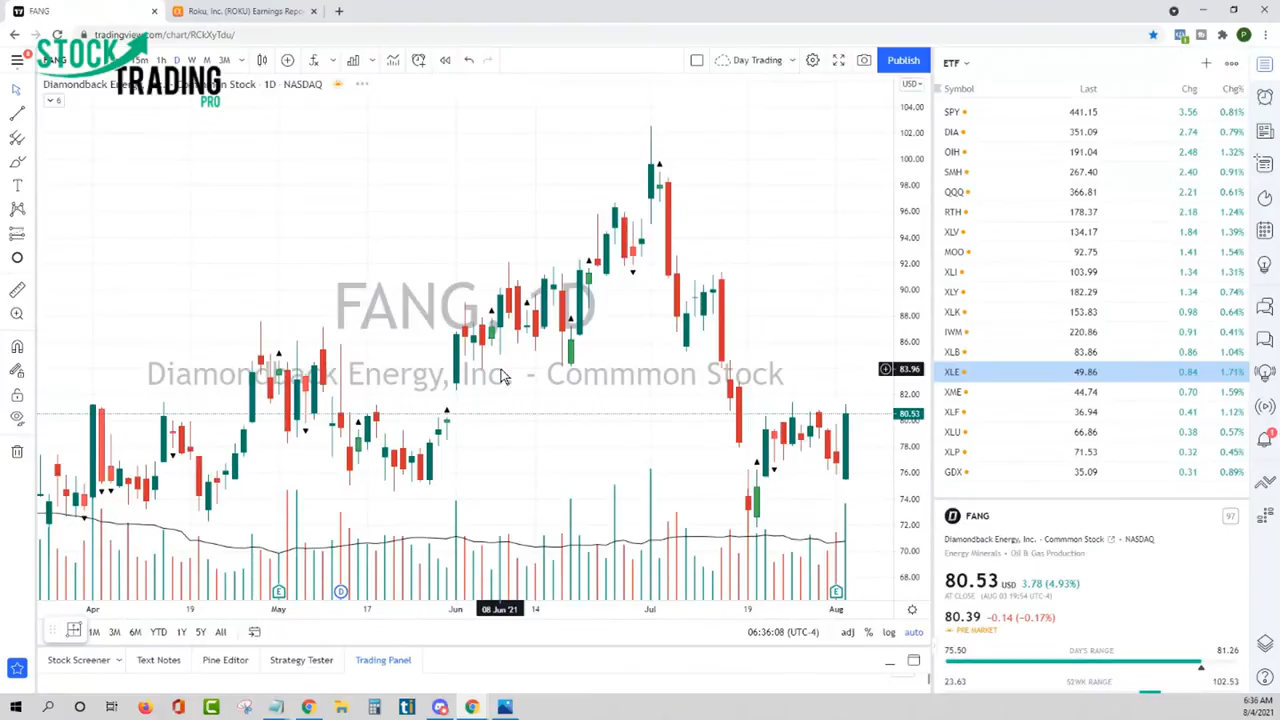 FANG
Roku, Inc. (ROKU) Earnings Repo
tradingview.com/chart/RCkXyTdu/
STOCK
TRADING
PRO
15m 1h D W M 3M
Day Trading
Publish
Diamondback Energy, Inc. - Commmon Stock · 1D · NASDAQ
6
USD
FANG, 1D
Diamondback Energy, Inc. - Commmon Stock
104.00
102.00
100.00
98.00
96.00
94.00
92.00
90.00
88.00
86.00
83.96
82.00
80.53
78.00
76.00
74.00
72.00
70.00
68.00
E
D
E
Apr 19 May 17 Jun 08 Jun '21 14 Jul 19 Aug
1M 3M 6M YTD 1Y 5Y All
06:36:08 (UTC-4) adj % log auto
Stock Screener Text Notes Pine Editor Strategy Tester Trading Panel
ETF
Symbol Last Chg Chg%
SPY 441.15 3.56 0.81%
DIA 351.09 2.74 0.79%
OIH 191.04 2.48 1.32%
SMH 267.40 2.40 0.91%
QQQ 366.81 2.21 0.61%
RTH 178.37 2.18 1.24%
XLV 134.17 1.84 1.39%
MOO 92.75 1.41 1.54%
XLI 103.99 1.34 1.31%
XLY 182.29 1.34 0.74%
XLK 153.83 0.98 0.64%
IWM 220.86 0.91 0.41%
XLB 83.86 0.86 1.04%
XLE 49.86 0.84 1.71%
XME 44.74 0.70 1.59%
XLF 36.94 0.41 1.12%
XLU 66.86 0.38 0.57%
XLP 71.53 0.32 0.45%
GDX 35.09 0.31 0.89%
FANG
97
Diamondback Energy, Inc. - Commmon Stock · NASDAQ
Energy Minerals · Oil & Gas Production
80.53 USD 3.78 (4.93%)
AT CLOSE (AUG 03 19:54 UTC-4)
80.39 -0.14 (-0.17%)
PRE MARKET
75.50 DAY'S RANGE 81.26
23.63 52WK RANGE 102.53
6:36 AM
8/4/2021